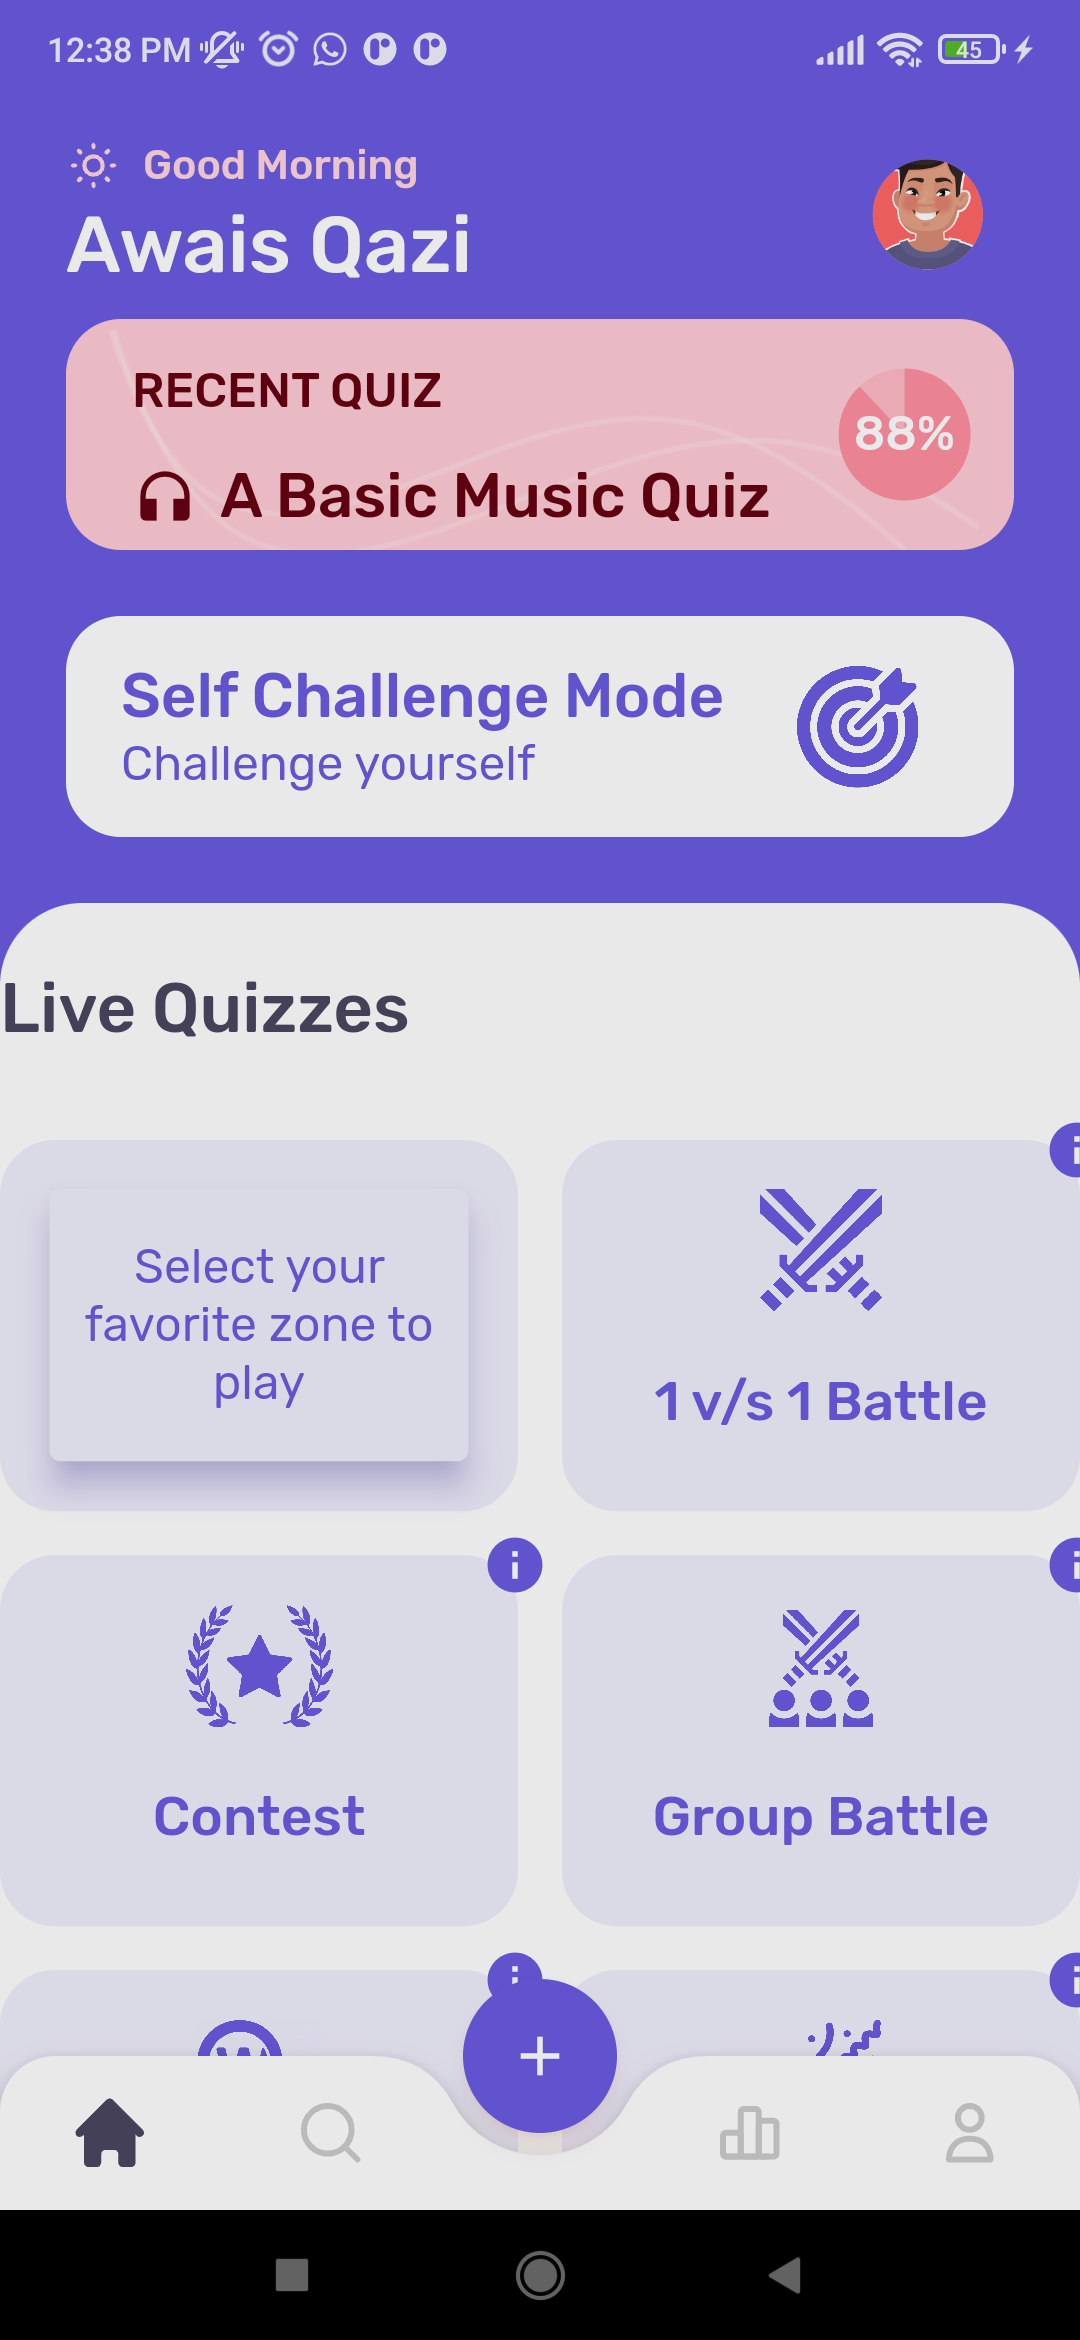 12:38 PM
45
Good Morning
Awais Qazi
RECENT QUIZ
88%
A Basic Music Quiz
Self Challenge Mode
Challenge yourself
Live Quizzes
i
Select your
favorite zone to
play
1 v/s 1 Battle
i
i
Contest
Group Battle
i
i
+